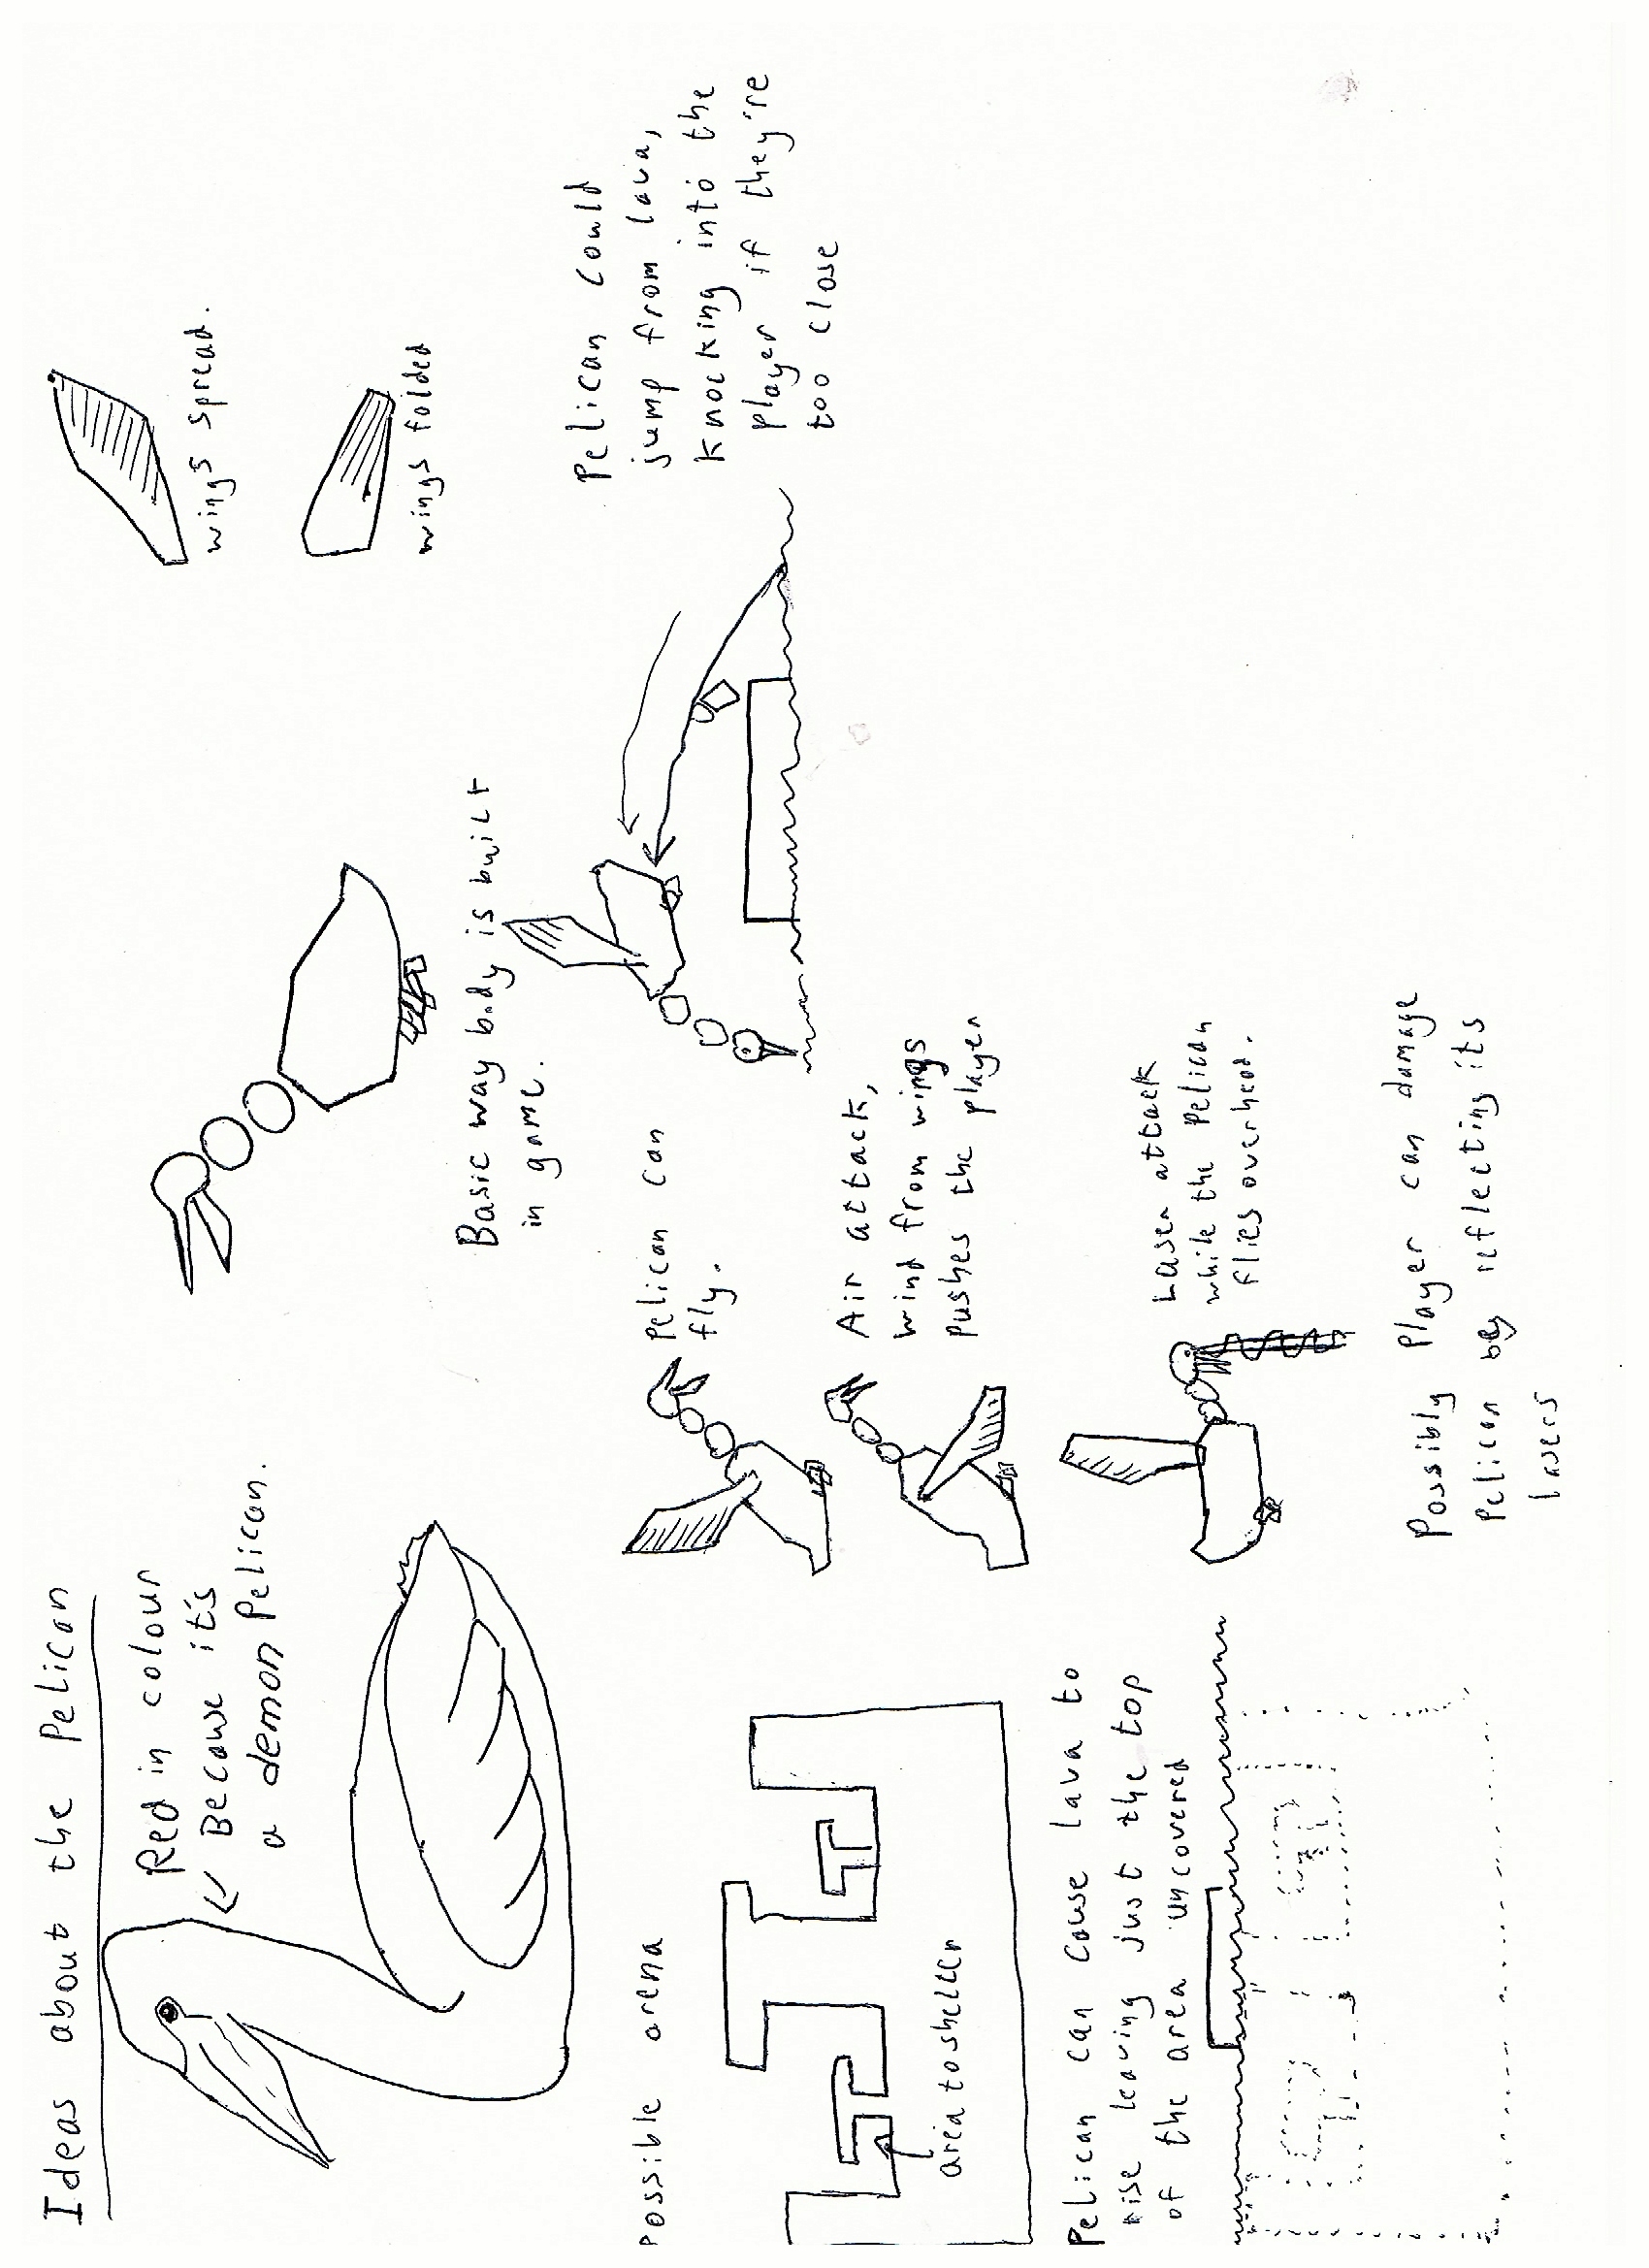 Ideas about the Pelican
Red in colour
Because it's
a demon Pelican.
Basic way body is built
in game.
wings spread.
wings folded
Possible arena
area to shelter
Pelican can
fly.
Air attack,
wind from wings
pushes the player
Pelican could
jump from lava,
knocking into the
player if they're
too close
Pelican can cause lava to
rise leaving just the top
of the area uncovered
Laser attack
while the Pelican
flies overhead.
Possibly Player can damage
Pelican by reflecting its
lasers